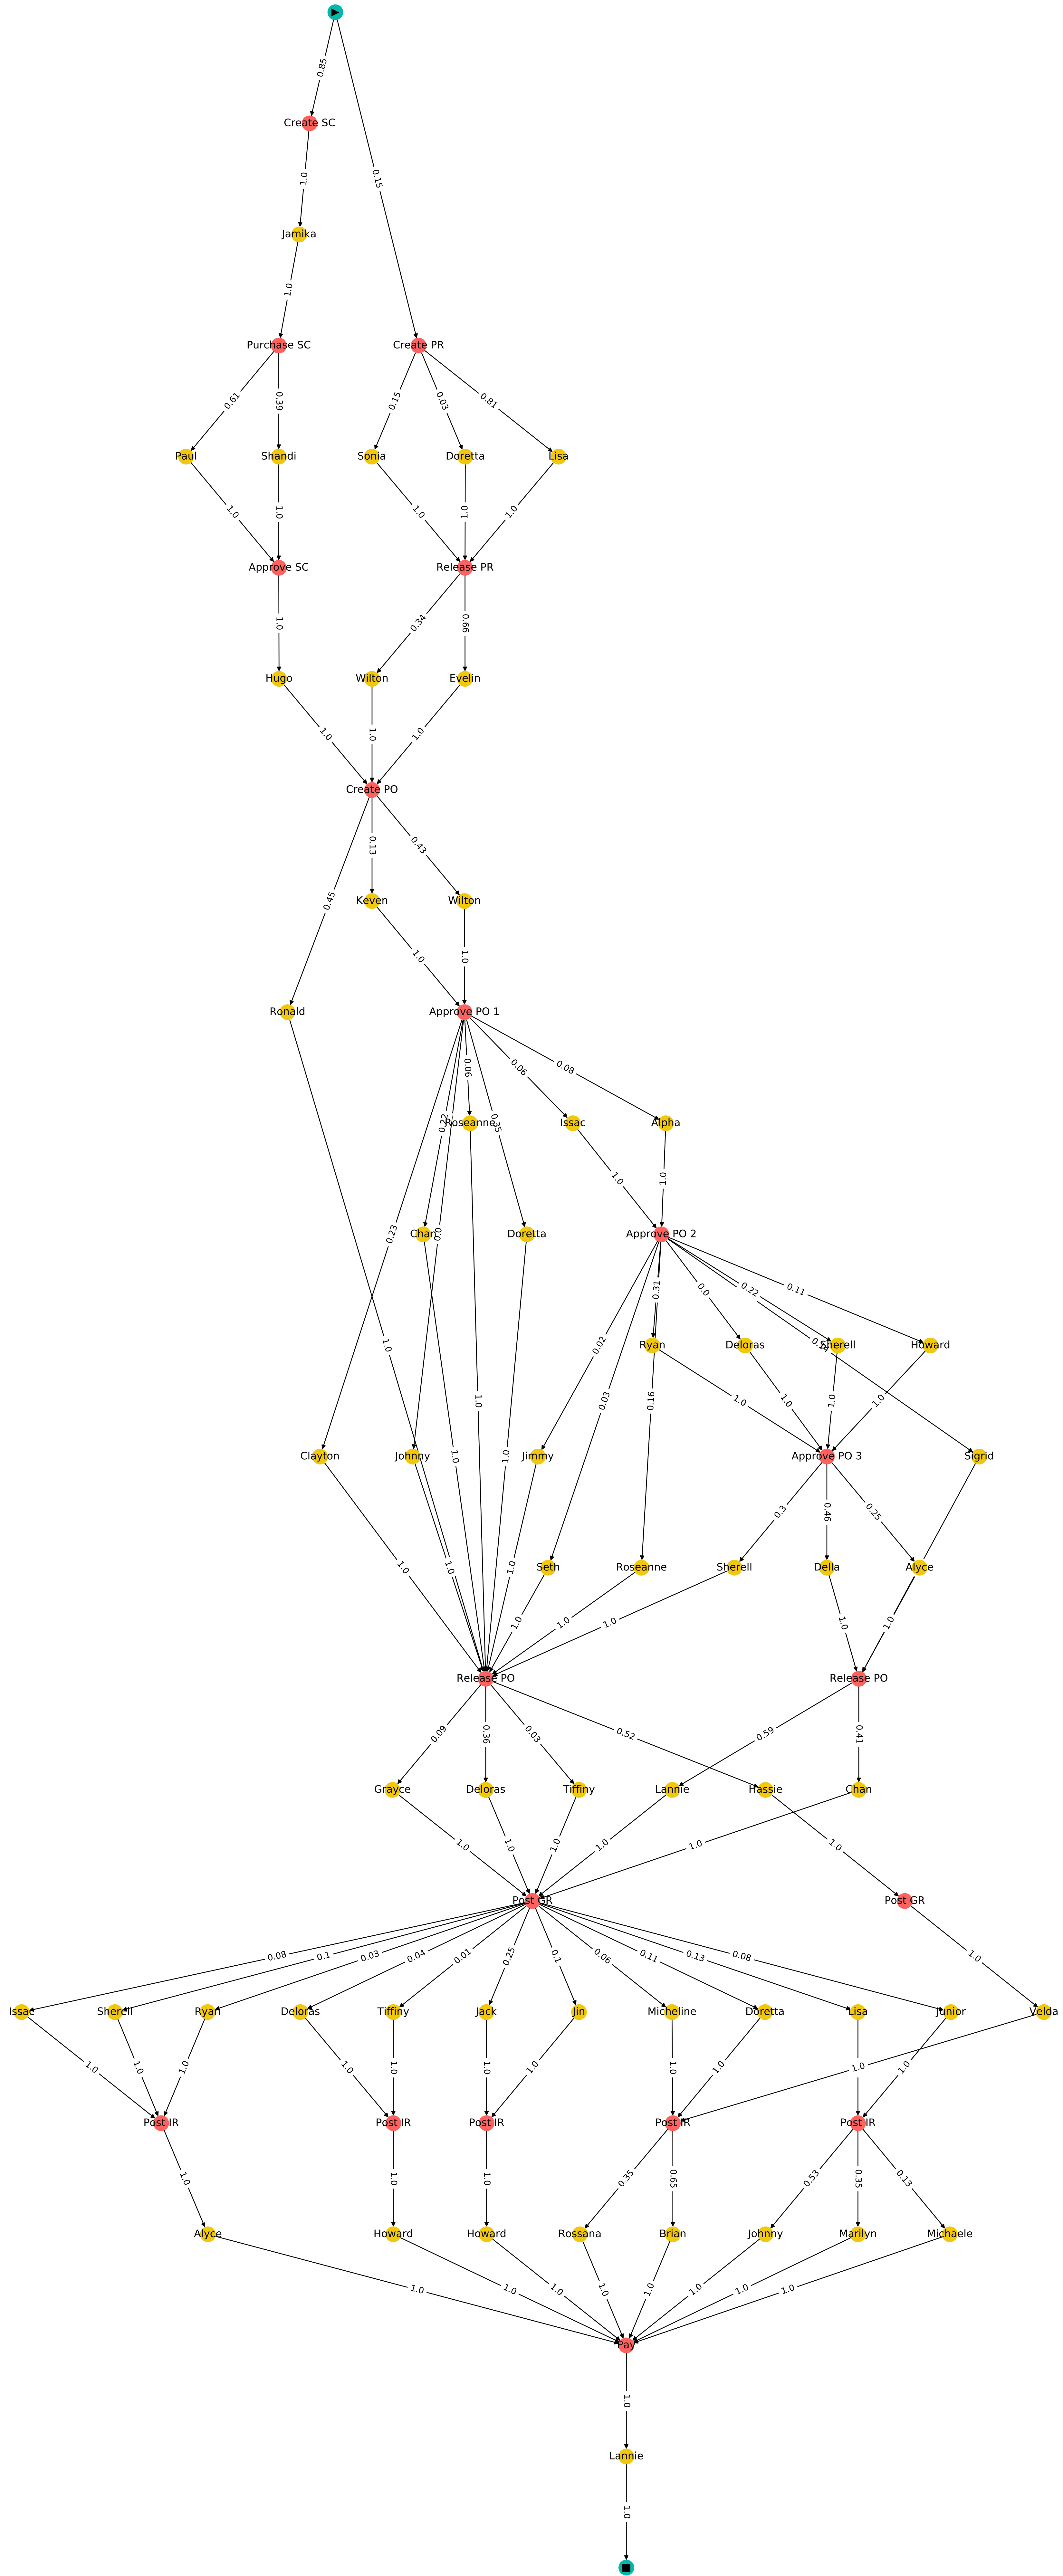 0.85
Create SC
1.0
0.15
Jamika
1.0
Purchase SC
Create PR
0.61
0.39
0.15
0.03
0.81
Paul
Shandi
Sonia
Doretta
Lisa
1.0
1.0
1.0
1.0
1.0
Approve SC
Release PR
1.0
0.34
0.66
Hugo
Wilton
Evelin
1.0
1.0
1.0
Create PO
0.45
0.13
0.43
Keven
Wilton
1.0
1.0
Ronald
Approve PO 1
0.06
0.06
0.08
0.22
Roseanne
0.35
Issac
Alpha
1.0
1.0
0.23
Chan
0.0
Doretta
Approve PO 2
0.31
0.0
0.22
0.11
1.0
0.02
Ryan
Deloras
Sherell
Howard
1.0
1.0
0.03
0.16
1.0
1.0
1.0
1.0
Clayton
Johnny
1.0
1.0
Jimmy
Approve PO 3
Sigrid
0.3
0.46
0.25
1.0
1.0
1.0
Seth
Roseanne
Sherell
Della
Alyce
1.0
1.0
1.0
1.0
1.0
Release PO
Release PO
0.09
0.36
0.03
0.52
0.59
0.41
Grayce
Deloras
Tiffiny
Lannie
Hassie
Chan
1.0
1.0
1.0
1.0
1.0
1.0
Post GR
Post GR
0.08
0.1
0.03
0.04
0.01
0.25
0.1
0.06
0.11
0.13
0.08
1.0
Issac
Sherell
Ryan
Deloras
Tiffiny
Jack
Jin
Micheline
Doretta
Lisa
Junior
Velda
1.0
1.0
1.0
1.0
1.0
1.0
1.0
1.0
1.0
1.0
1.0
Post IR
Post IR
Post IR
Post IR
Post IR
1.0
1.0
1.0
0.35
0.65
0.53
0.35
0.13
Alyce
Howard
Howard
Rossana
Brian
Johnny
Marilyn
Michaele
1.0
1.0
1.0
1.0
1.0
1.0
1.0
1.0
Pay
1.0
Lannie
1.0